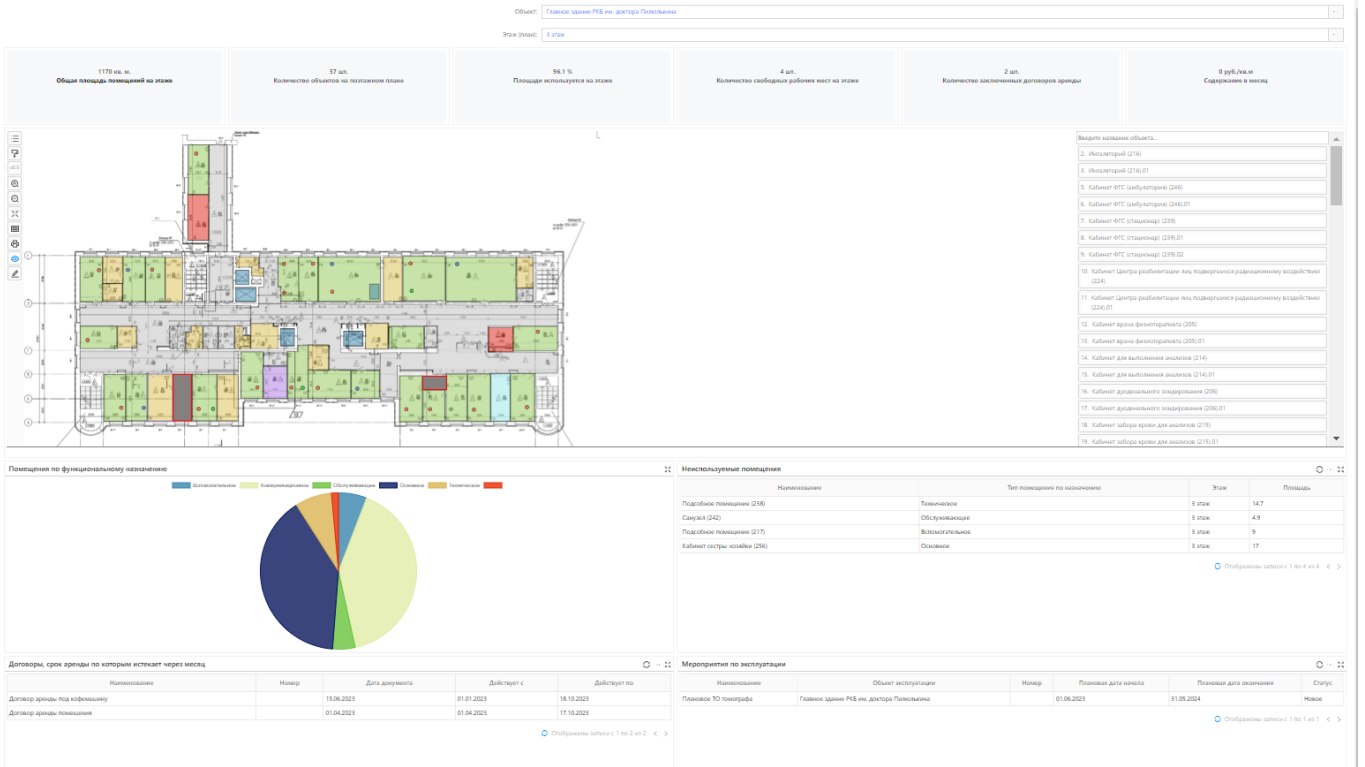 Объект: Главное здание РКБ им. доктора Пилюлькина
Этаж (план): 3 этаж
1170 кв. м.
Общая площадь помещений на этаже
57 шт.
Количество объектов на поэтажном плане
96.1 %
Площади используется на этаже
4 шт.
Количество свободных рабочих мест на этаже
2 шт.
Количество заключенных договоров аренды
0 руб./кв.м
Содержание в месяц
Введите название объекта...
2. Ингаляторий (216)
3. Ингаляторий (216).01
5. Кабинет ФГС (амбулатория) (246)
6. Кабинет ФГС (амбулатория) (246).01
7. Кабинет ФГС (стационар) (239)
8. Кабинет ФГС (стационар) (239).01
9. Кабинет ФГС (стационар) (239).02
10. Кабинет Центра реабилитации лиц подвергшихся радиационному воздействию
(224)
11. Кабинет Центра реабилитации лиц подвергшихся радиационному воздействию
(224).01
12. Кабинет врача физиотерапевта (205)
13. Кабинет врача физиотерапевта (205).01
14. Кабинет для выполнения анализов (214)
15. Кабинет для выполнения анализов (214).01
16. Кабинет дуоденального зондирования (206)
17. Кабинет дуоденального зондирования (206).01
18. Кабинет забора крови для анализов (215)
19. Кабинет забора крови для анализов (215).01
Помещения по функциональному назначению
Вспомогательное Коммуникационное Обслуживающее Основное Техническое
Неиспользуемые помещения
Наименование Тип помещения по назначению Этаж Площадь
Подсобное помещение (238) Техническое 3 этаж 14.7
Санузел (242) Обслуживающее 3 этаж 4.9
Подсобное помещение (217) Вспомогательное 3 этаж 9
Кабинет сестры-хозяйки (256) Основное 3 этаж 17
Отображены записи с 1 по 4 из 4
Договоры, срок аренды по которым истекает через месяц
Наименование Номер Дата документа Действует с Действует по
Договор аренды под кофемашину 15.06.2023 01.01.2023 18.10.2023
Договор аренды помещения 01.04.2023 01.04.2023 17.10.2023
Отображены записи с 1 по 2 из 2
Мероприятия по эксплуатации
Наименование Объект эксплуатации Номер Плановая дата начала Плановая дата окончания Статус
Плановое ТО томографа Главное здание РКБ им. доктора Пилюлькина 01.06.2023 31.05.2024 Новое
Отображены записи с 1 по 1 из 1